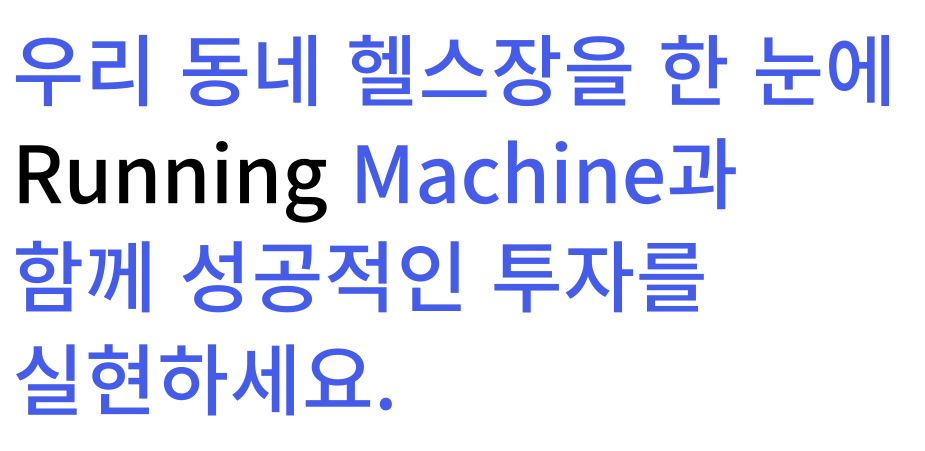 우리 동네 헬스장을 한 눈에
Running Machine과
함께 성공적인 투자를
실현하세요.